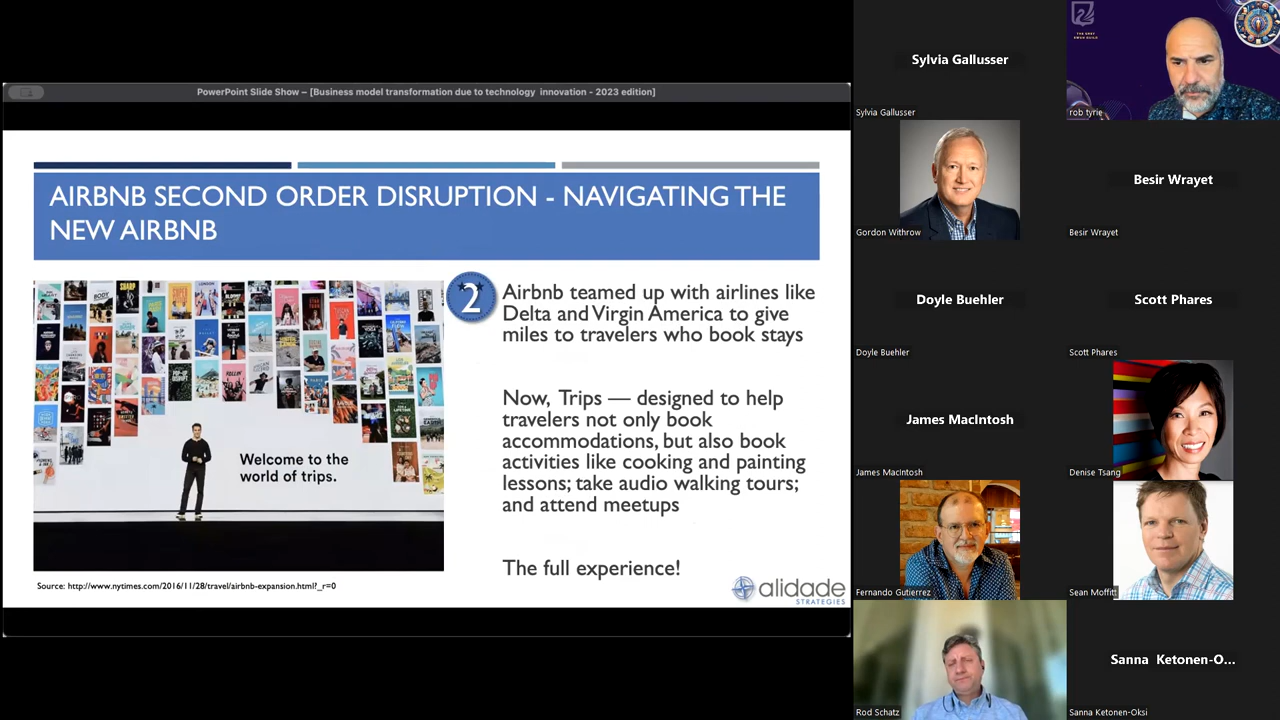 PowerPoint Slide Show – [Business model transformation due to technology innovation - 2023 edition]
AIRBNB SECOND ORDER DISRUPTION - NAVIGATING THE
NEW AIRBNB
2
Airbnb teamed up with airlines like
Delta and Virgin America to give
miles to travelers who book stays
Now, Trips — designed to help
travelers not only book
accommodations, but also book
activities like cooking and painting
lessons; take audio walking tours;
and attend meetups
The full experience!
Welcome to the
world of trips.
Source: http://www.nytimes.com/2016/11/28/travel/airbnb-expansion.html?_r=0
alidade
STRATEGIES
Sylvia Gallusser
Sylvia Gallusser
rob tyrie
Gordon Withrow
Besir Wrayet
Besir Wrayet
Doyle Buehler
Doyle Buehler
Scott Phares
Scott Phares
James MacIntosh
James MacIntosh
Denise Tsang
Fernando Gutierrez
Sean Moffitt
Rod Schatz
Sanna Ketonen-O...
Sanna Ketonen-Oksi